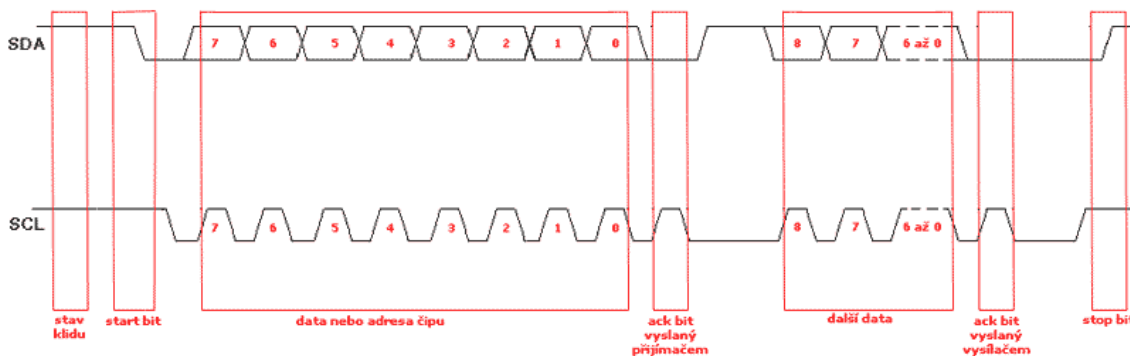 SDA
7 6 5 4 3 2 1 0 8 7 6 až 0
SCL
7 6 5 4 3 2 1 0 8 7 6 až 0
stav
klidu
start bit
data nebo adresa čipu
ack bit
vyslaný
přijímačem
další data
ack bit
vyslaný
vysílačem
stop bit